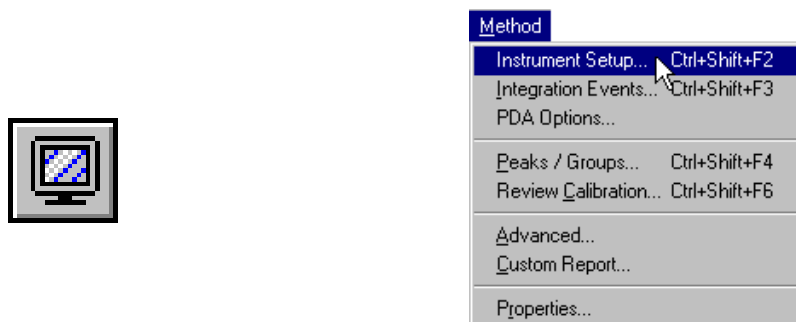 Method
Instrument Setup... Ctrl+Shift+F2
Integration Events... Ctrl+Shift+F3
PDA Options...
Peaks / Groups... Ctrl+Shift+F4
Review Calibration... Ctrl+Shift+F6
Advanced...
Custom Report...
Properties...